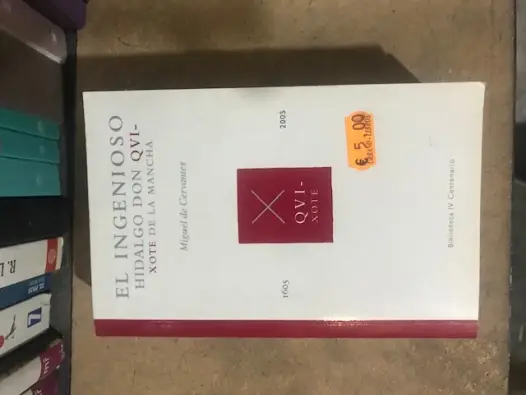 EL INGENIOSO
HIDALGO DON QVI-
XOTE DE LA MANCHA
Miguel de Cervantes
1605
2005
QVI-
XOTE
€ 5,00
Biblioteca IV Centenario
R.L
7